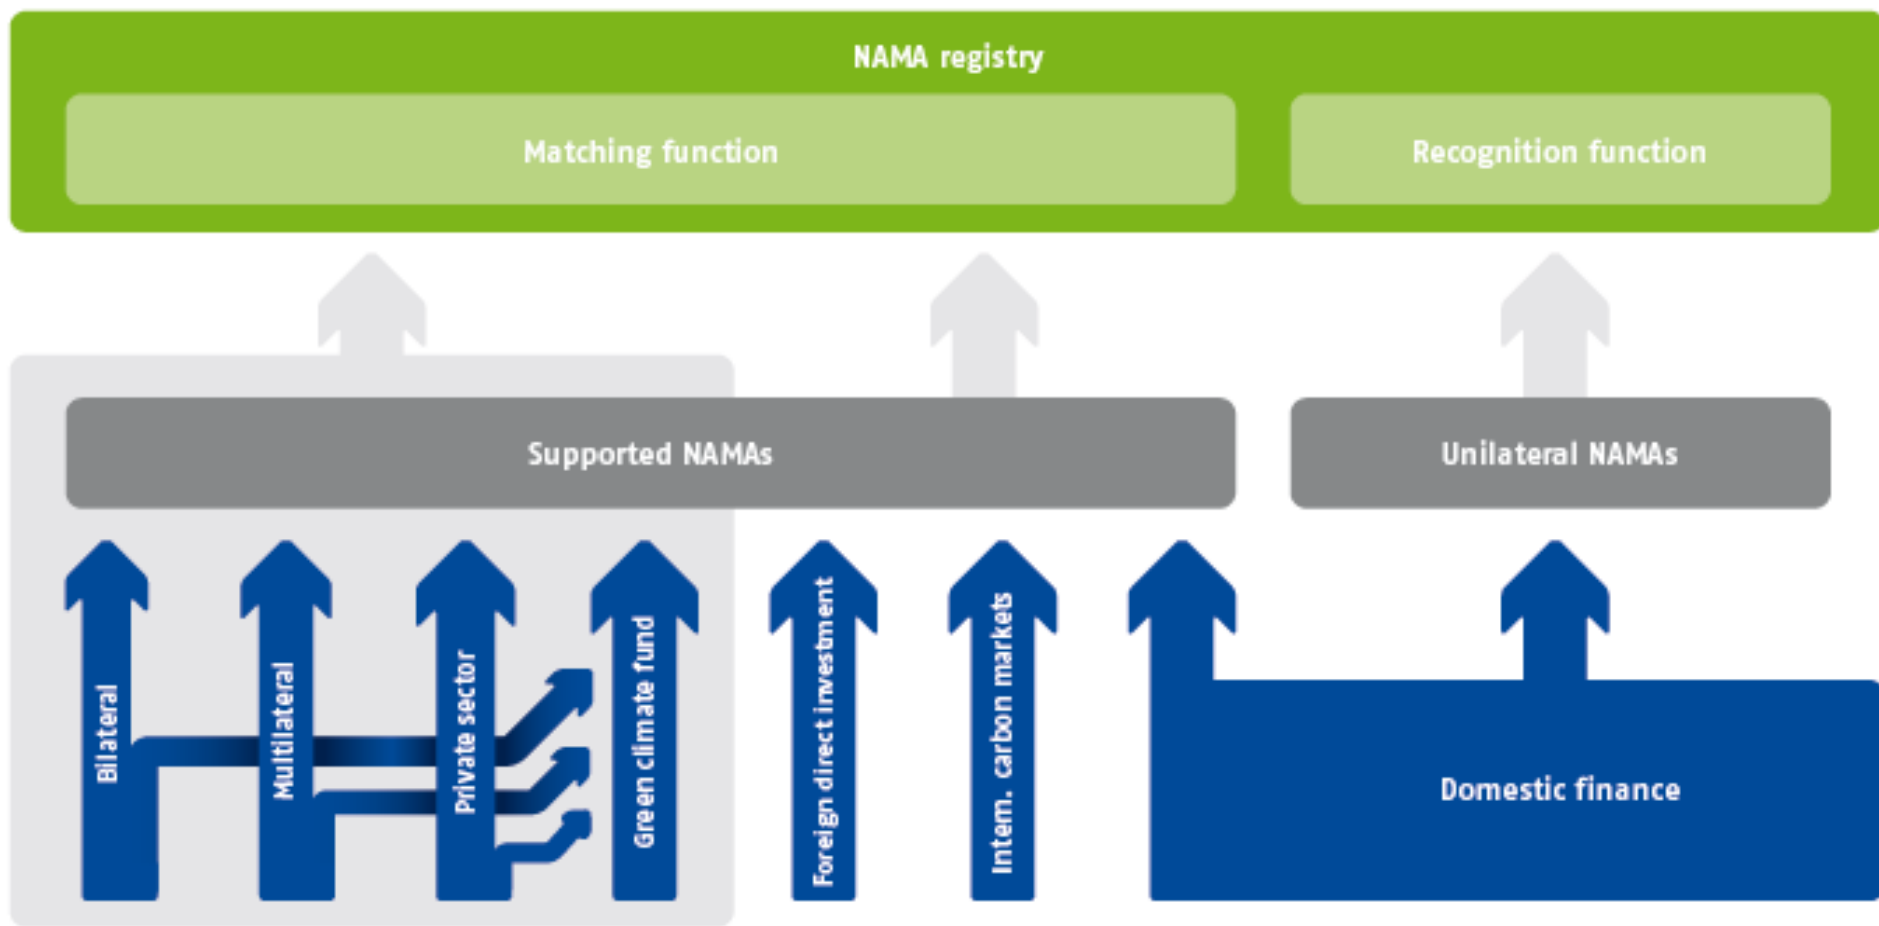 NAMA registry
Matching function
Recognition function
Supported NAMAs
Unilateral NAMAs
Bilateral
Multilateral
Private sector
Green climate fund
Foreign direct investment
Intern. carbon markets
Domestic finance